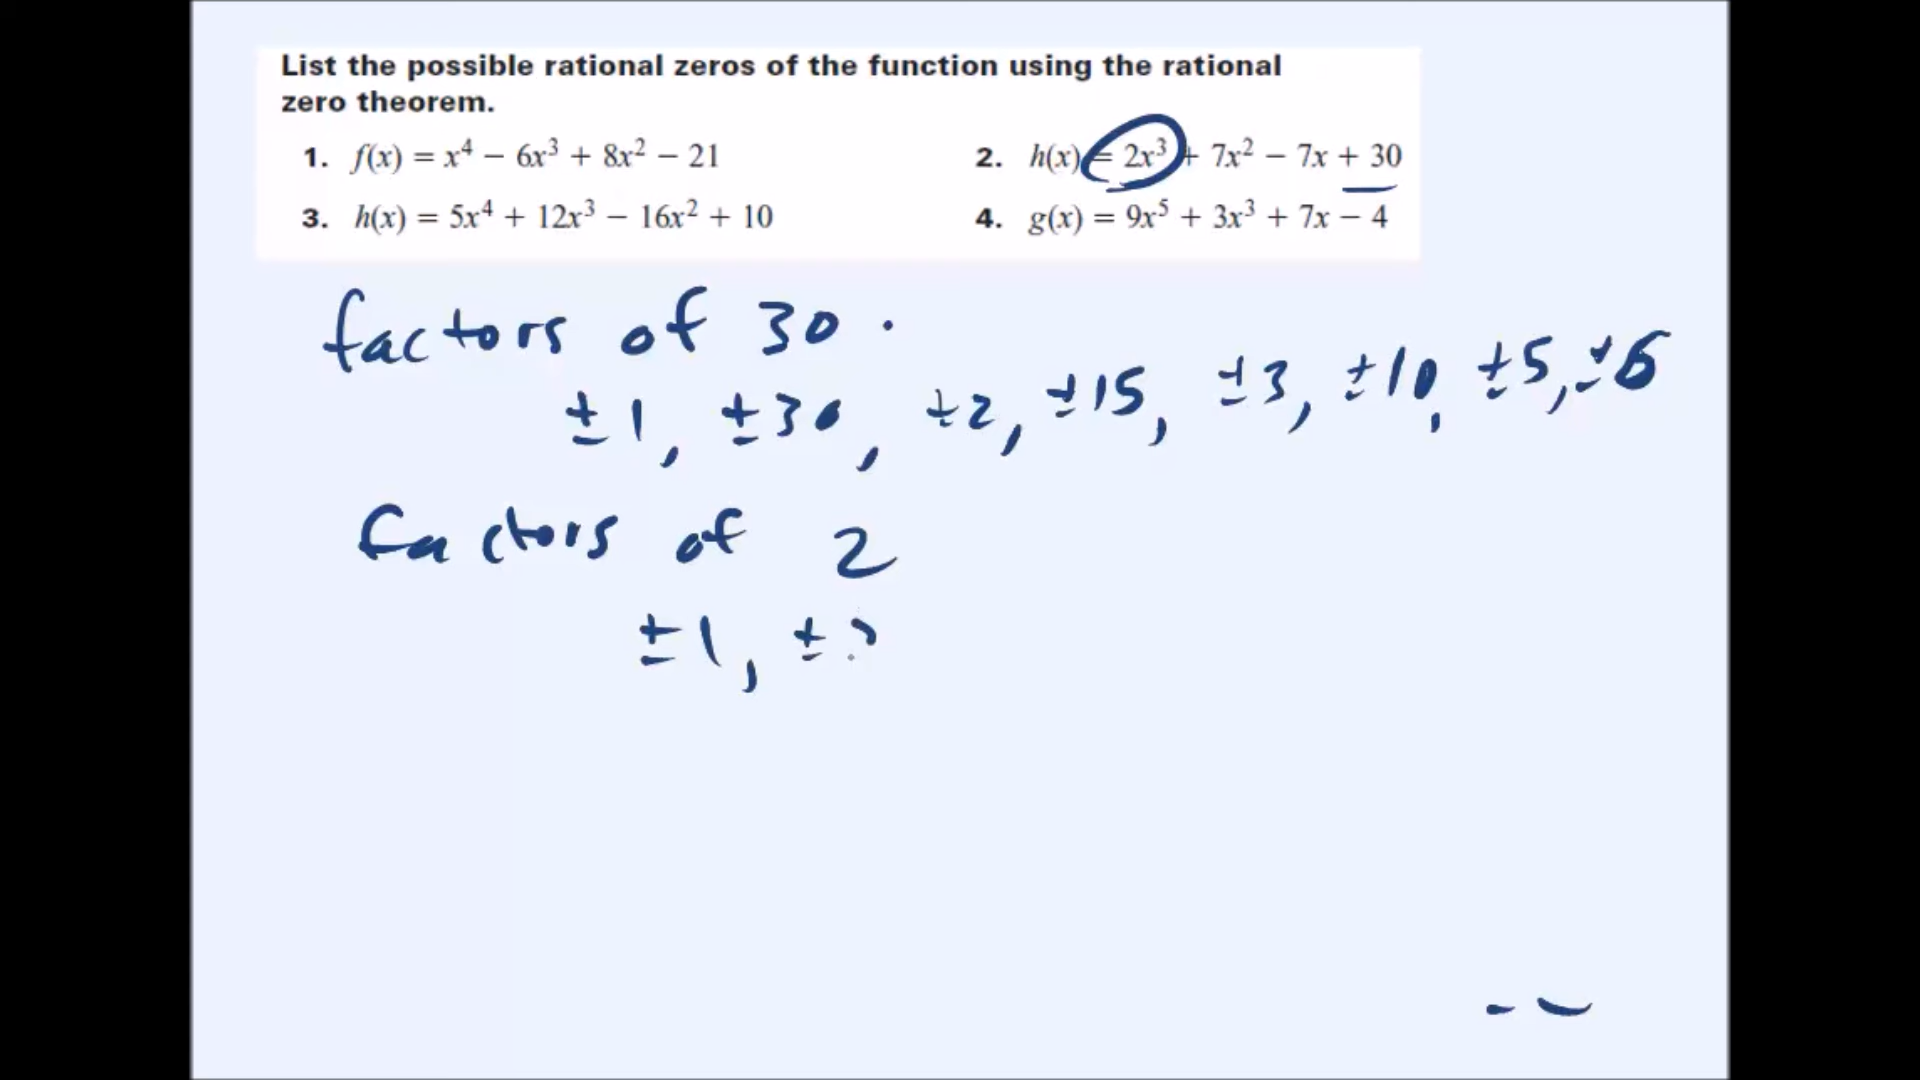 List the possible rational zeros of the function using the rational
zero theorem.
1. f(x) = x⁴ − 6x³ + 8x² − 21
2. h(x) = 2x³ + 7x² − 7x + 30
3. h(x) = 5x⁴ + 12x³ − 16x² + 10
4. g(x) = 9x⁵ + 3x³ + 7x − 4
factors of 30 .
±1, ±30, ±2, ±15, ±3, ±10, ±5, ±6
factors of 2
±1, ±